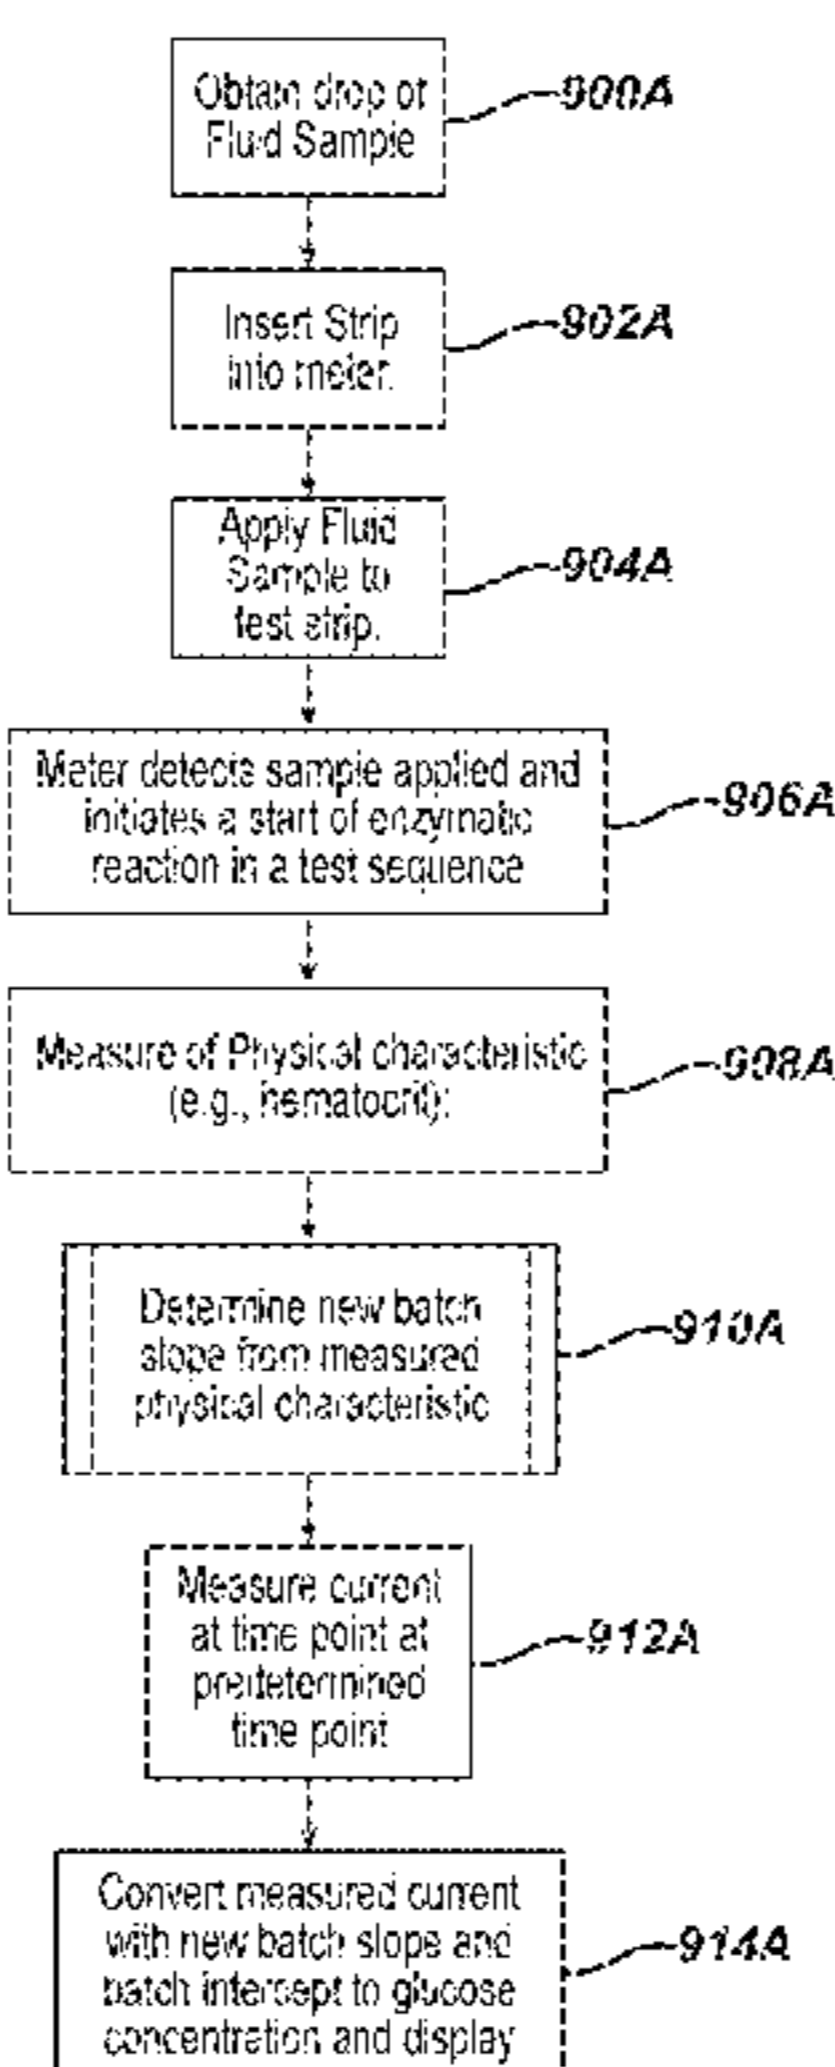 Obtain drop of
Fluid Sample
900A
Insert Strip
into meter.
902A
Apply Fluid
Sample to
test strip.
904A
Meter detects sample applied and
initiates a start of enzymatic
reaction in a test sequence
906A
Measure of Physical characteristic
(e.g., hematocrit):
908A
Determine new batch
slope from measured
physical characteristic
910A
Measure current
at time point at
predetermined
time point
912A
Convert measured current
with new batch slope and
batch intercept to glucose
concentration and display
914A